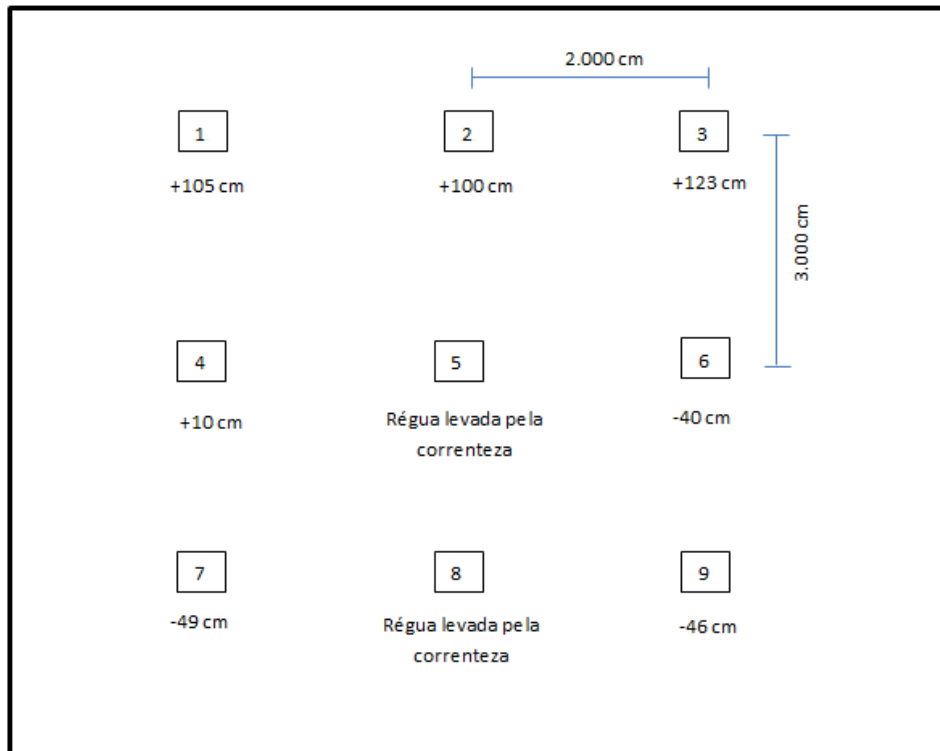 2.000 cm
1
2
3
+105 cm
+100 cm
+123 cm
3.000 cm
4
5
6
+10 cm
Régua levada pela
correnteza
-40 cm
7
8
9
-49 cm
Régua levada pela
correnteza
-46 cm